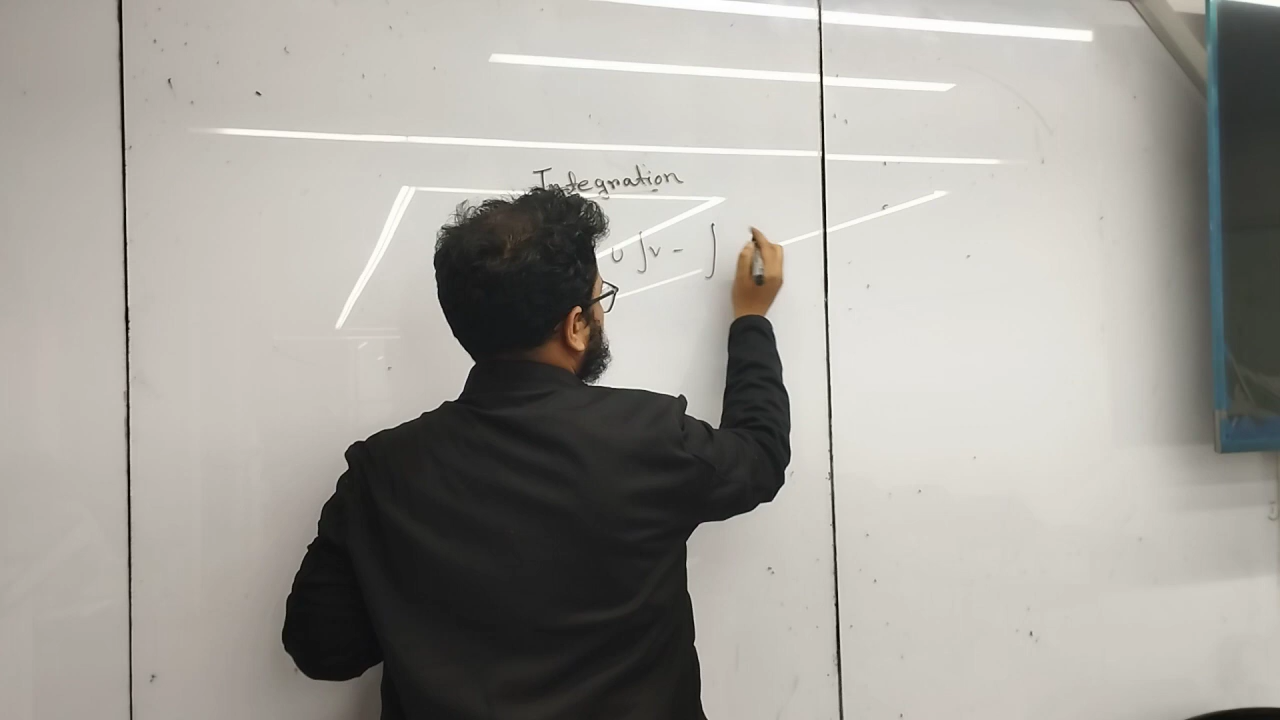 Integration
u ∫v - ∫